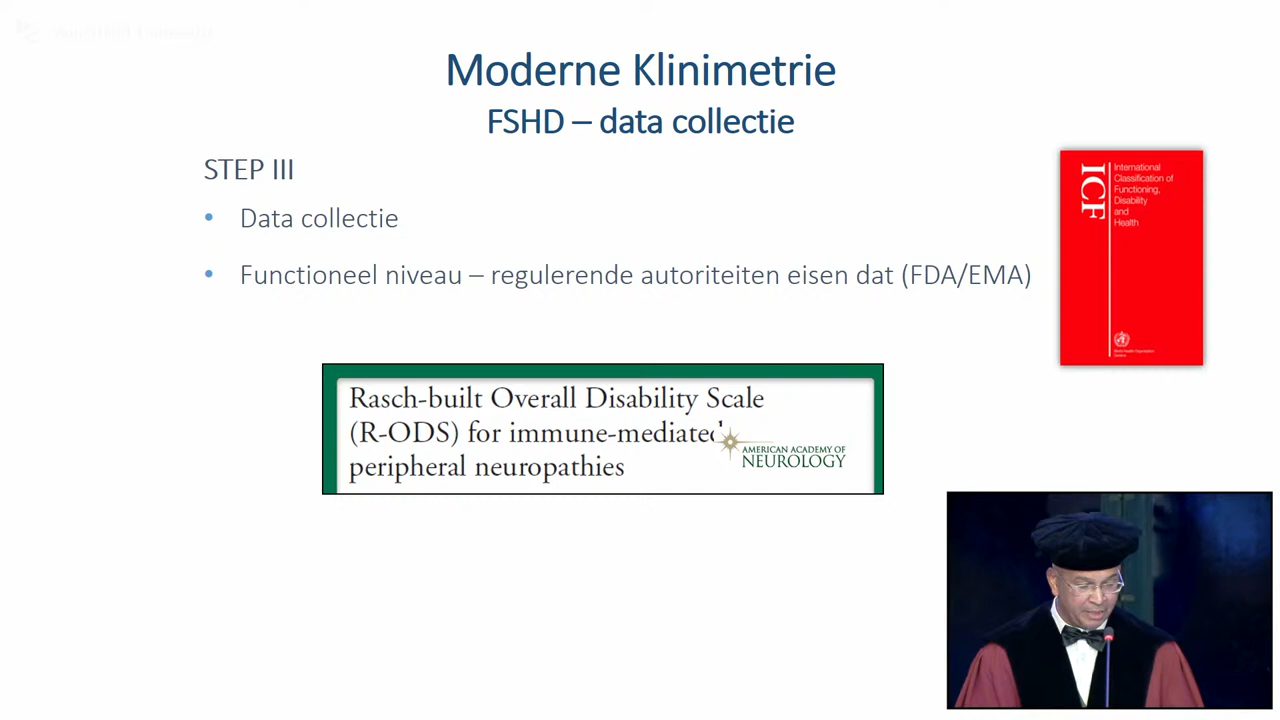 Moderne Klinimetrie
FSHD – data collectie
STEP III
• Data collectie
• Functioneel niveau – regulerende autoriteiten eisen dat (FDA/EMA)
ICF
International
Classification of
Functioning,
Disability
and
Health
Rasch-built Overall Disability Scale
(R-ODS) for immune-mediated
peripheral neuropathies
AMERICAN ACADEMY OF
NEUROLOGY